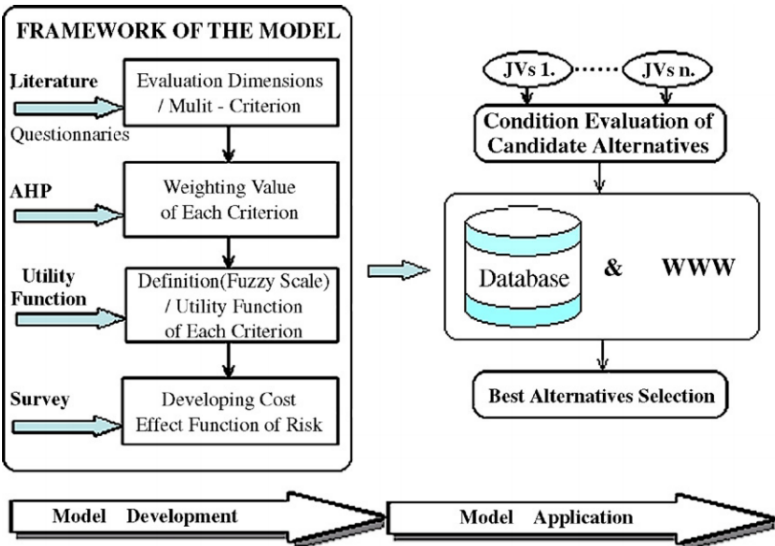 FRAMEWORK OF THE MODEL
Literature
Questionnaries
Evaluation Dimensions
/ Mulit - Criterion
AHP
Weighting Value
of Each Criterion
Utility
Function
Definition(Fuzzy Scale)
/ Utility Function
of Each Criterion
Survey
Developing Cost
Effect Function of Risk
JVs 1.
JVs n.
Condition Evaluation of
Candidate Alternatives
Database & WWW
Best Alternatives Selection
Model Development
Model Application